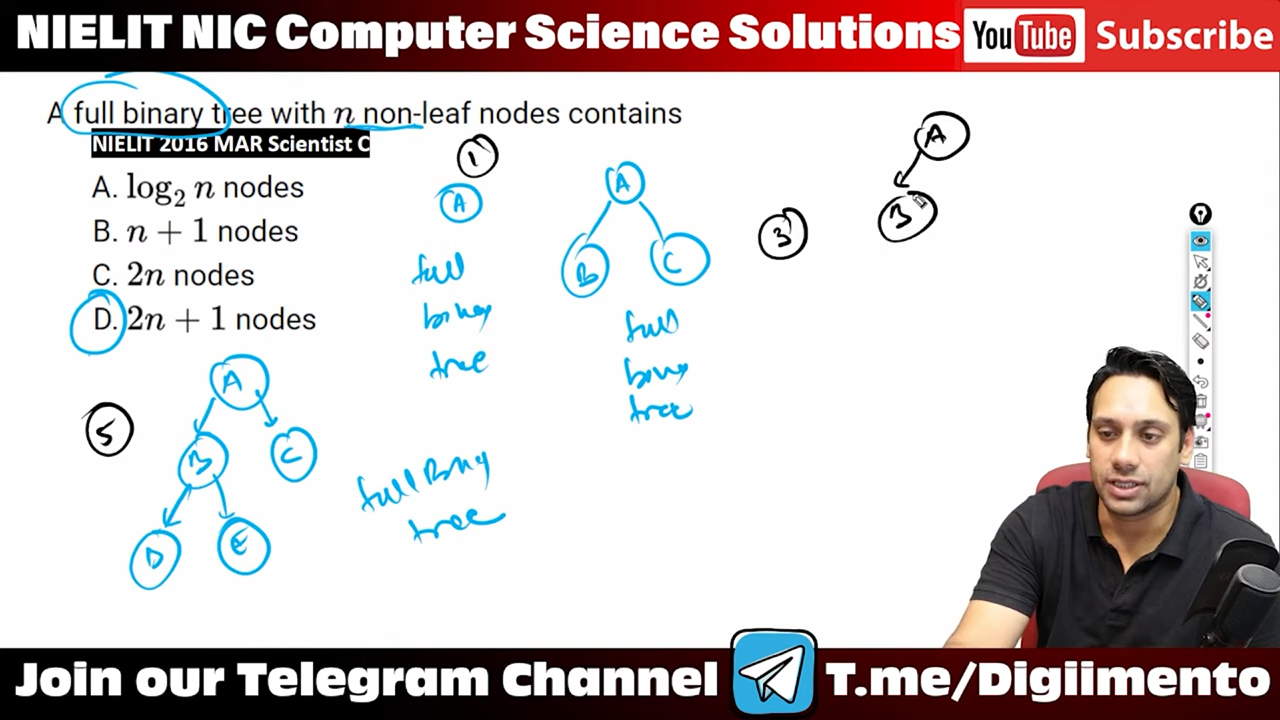 NIELIT NIC Computer Science Solutions
YouTube Subscribe
A full binary tree with n non-leaf nodes contains
NIELIT 2016 MAR Scientist C
A. log₂ n nodes
B. n + 1 nodes
C. 2n nodes
D. 2n + 1 nodes
1
A
full
binary
tree
A
B C
full
binary
tree
3
A
B
5
A
B C
D E
full Binary
tree
Join our Telegram Channel
T.me/Digiimento